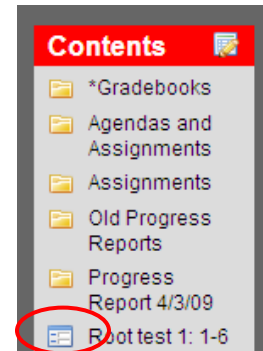 Contents
*Gradebooks
Agendas and
Assignments
Assignments
Old Progress
Reports
Progress
Report 4/3/09
Root test 1: 1-6